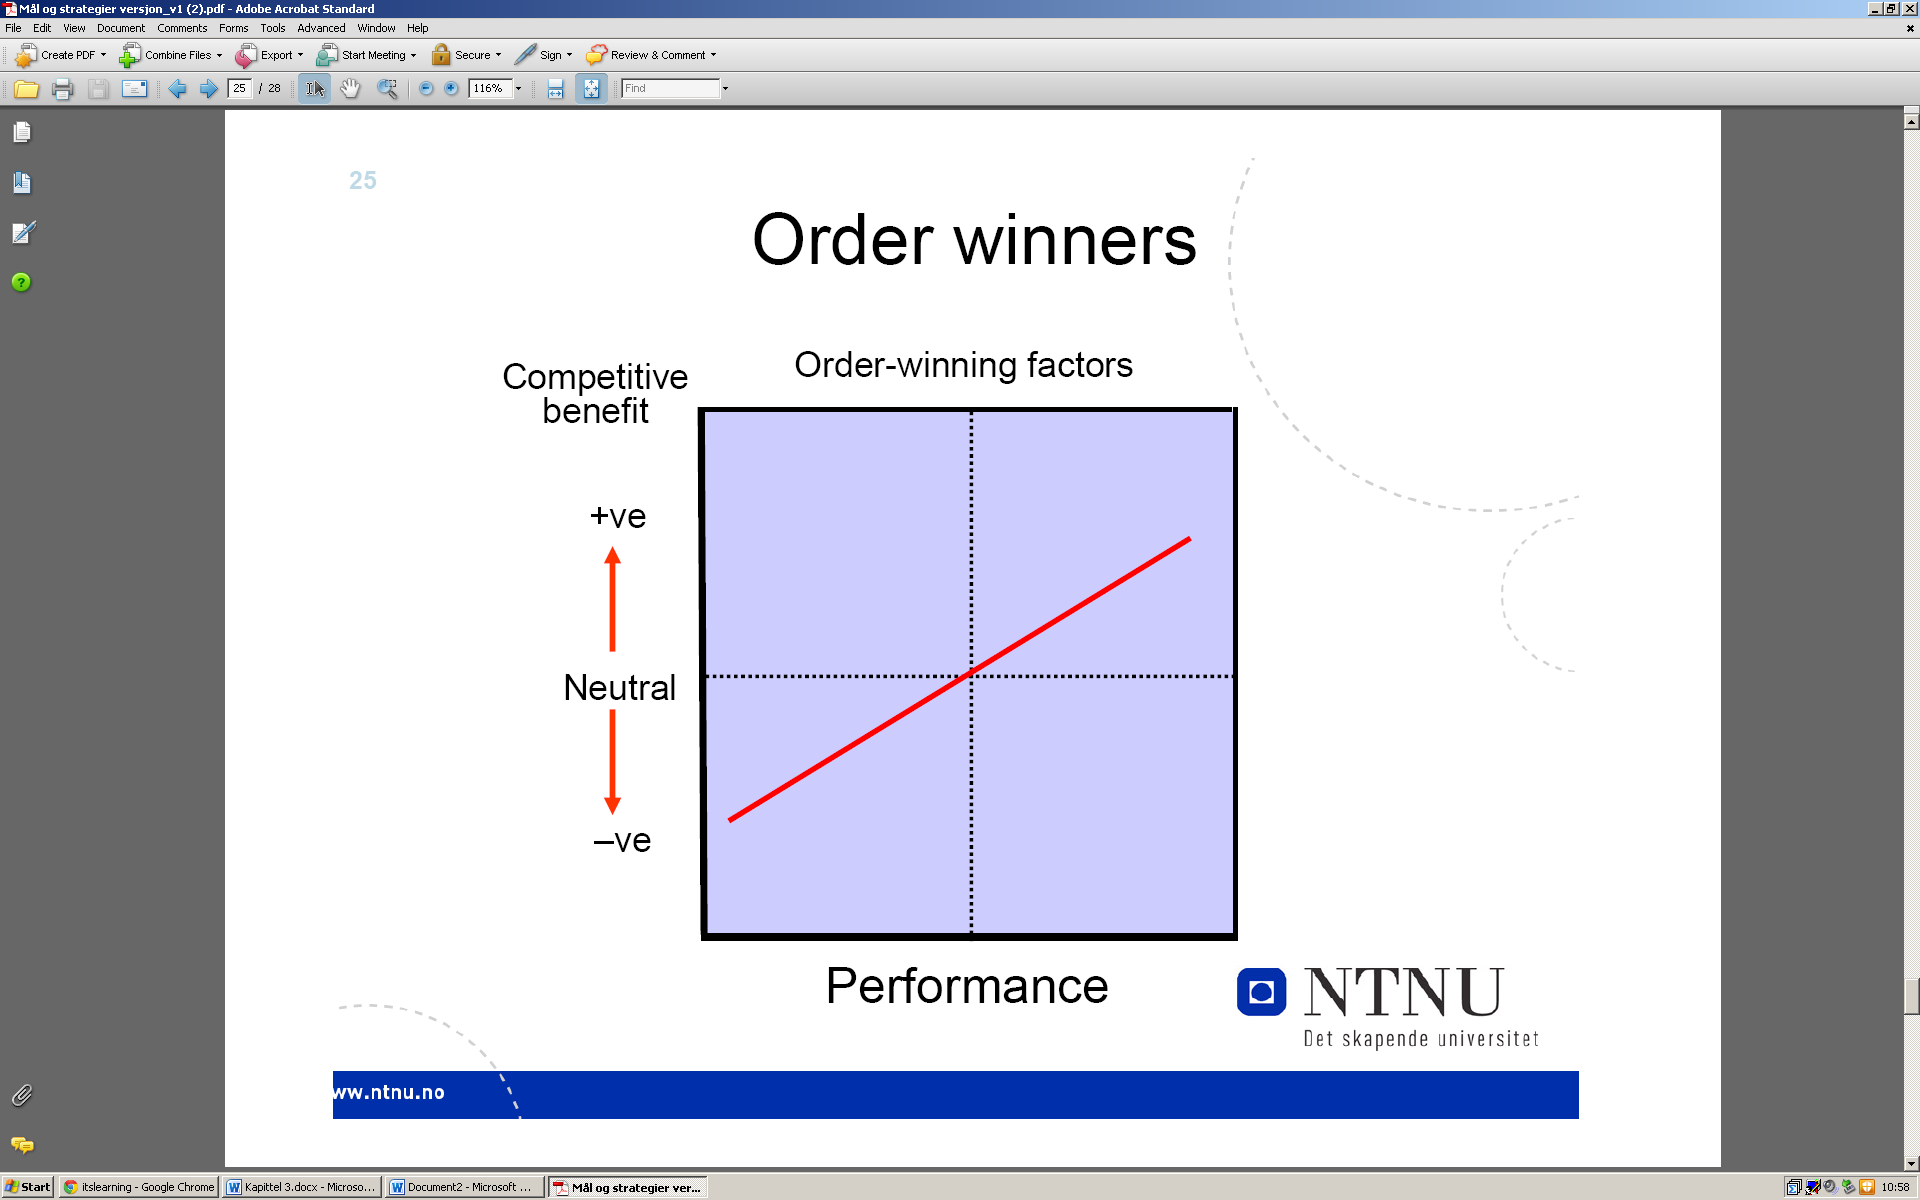 Mål og strategier versjon_v1 (2).pdf - Adobe Acrobat Standard
File Edit View Document Comments Forms Tools Advanced Window Help
Create PDF Combine Files Export Start Meeting Secure Sign Review & Comment
25 / 28 116% Find
25
Order winners
Order-winning factors
Competitive
benefit
+ve
Neutral
–ve
Performance
NTNU
Det skapende universitet
ww.ntnu.no
Start itslearning - Google Chrome Kapittel 3.docx - Microso... Document2 - Microsoft ... Mål og strategier ver... 10:58